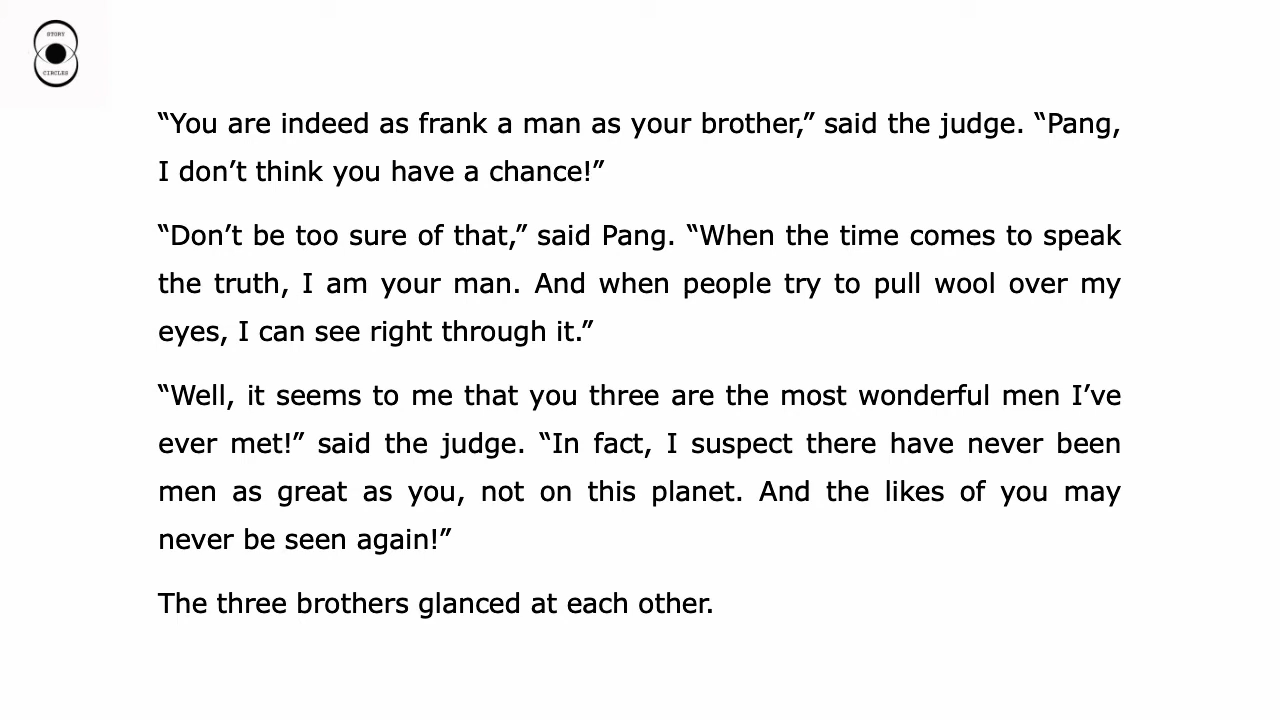 STORY
CIRCLES
“You are indeed as frank a man as your brother,” said the judge. “Pang,
I don’t think you have a chance!”
“Don’t be too sure of that,” said Pang. “When the time comes to speak
the truth, I am your man. And when people try to pull wool over my
eyes, I can see right through it.”
“Well, it seems to me that you three are the most wonderful men I’ve
ever met!” said the judge. “In fact, I suspect there have never been
men as great as you, not on this planet. And the likes of you may
never be seen again!”
The three brothers glanced at each other.